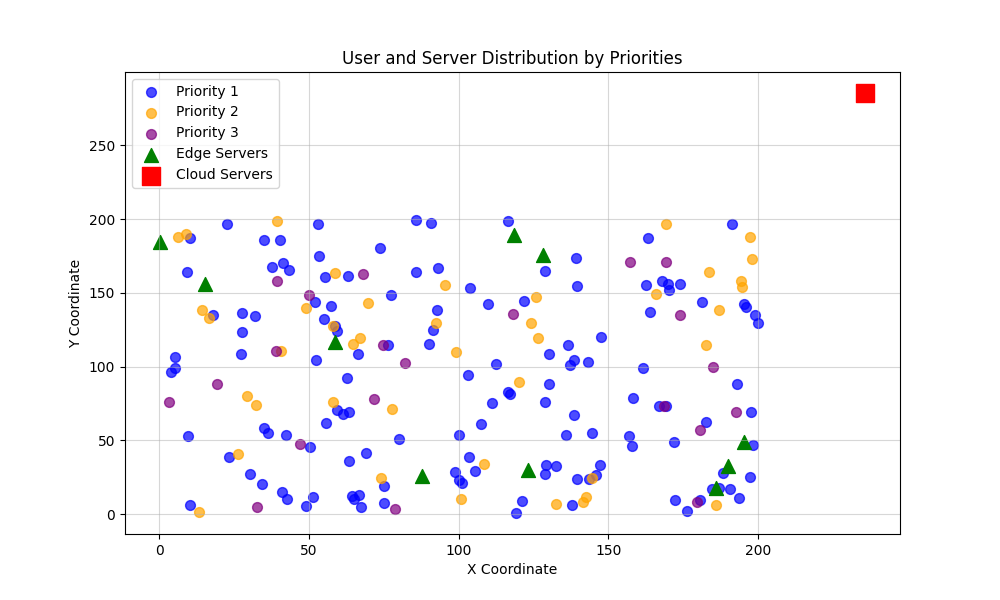 User and Server Distribution by Priorities
Priority 1
Priority 2
Priority 3
Edge Servers
Cloud Servers
Y Coordinate
250
200
150
100
50
0
0 50 100 150 200
X Coordinate